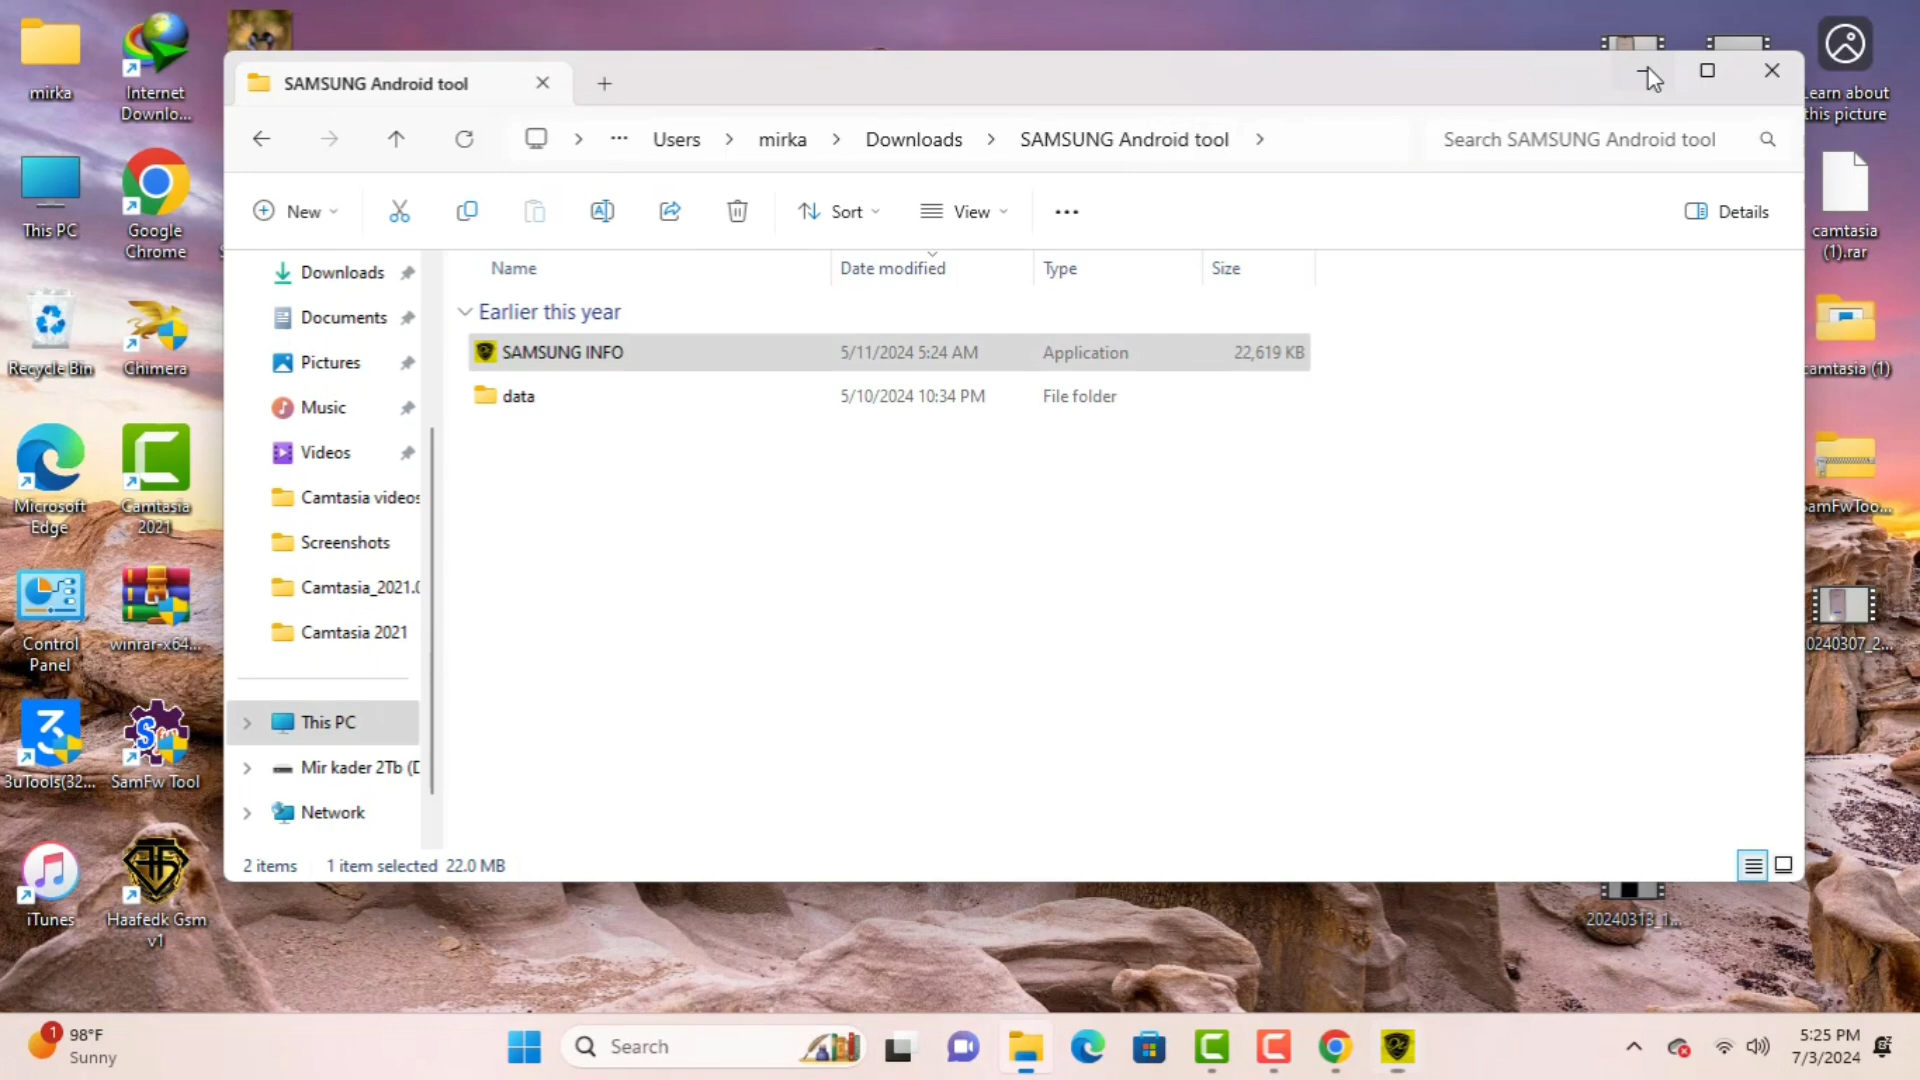 mirka
Internet
Downlo...
Learn about
this picture
This PC
Google
Chrome
camtasia
(1).rar
Recycle Bin
Chimera
camtasia (1)
Microsoft
Edge
Camtasia
2021
SamFwToo...
Control
Panel
winrar-x64...
20240307_2...
3uTools(32...
SamFw Tool
iTunes
Haafedk Gsm
v1
20240313_1...
SAMSUNG Android tool
Users
mirka
Downloads
SAMSUNG Android tool
Search SAMSUNG Android tool
New
Sort
View
Details
Downloads
Documents
Pictures
Music
Videos
Camtasia videos
Screenshots
Camtasia_2021.0
Camtasia 2021
This PC
Mir kader 2Tb (D
Network
Name Date modified Type Size
Earlier this year
SAMSUNG INFO 5/11/2024 5:24 AM Application 22,619 KB
data 5/10/2024 10:34 PM File folder
2 items 1 item selected 22.0 MB
1
98°F
Sunny
Search
5:25 PM
7/3/2024